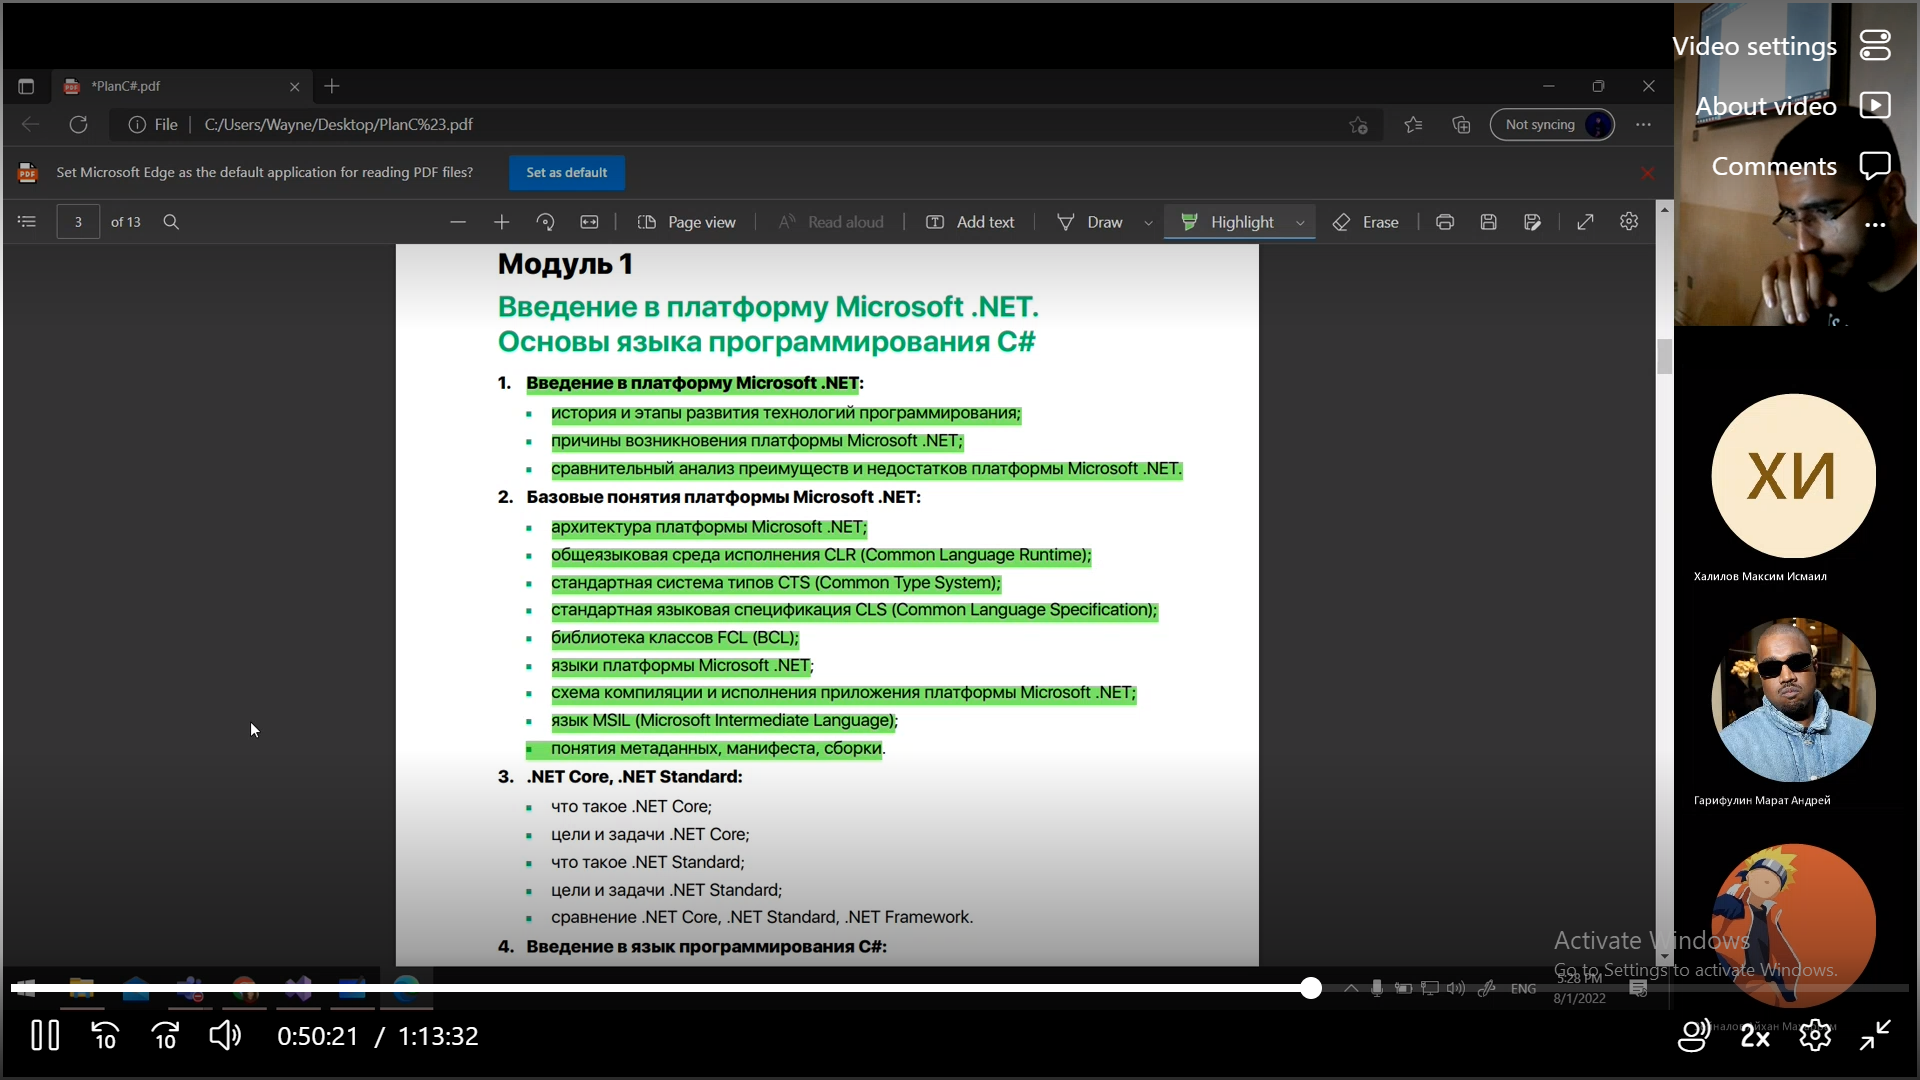 Video settings
*PlanC#.pdf
About video
File
C:/Users/Wayne/Desktop/PlanC%23.pdf
Not syncing
Comments
Set Microsoft Edge as the default application for reading PDF files?
Set as default
3 of 13
Page view
Read aloud
Add text
Draw
Highlight
Erase
Модуль 1
Введение в платформу Microsoft .NET.
Основы языка программирования C#
1. Введение в платформу Microsoft .NET:
история и этапы развития технологий программирования;
причины возникновения платформы Microsoft .NET;
сравнительный анализ преимуществ и недостатков платформы Microsoft .NET.
2. Базовые понятия платформы Microsoft .NET:
архитектура платформы Microsoft .NET;
общеязыковая среда исполнения CLR (Common Language Runtime);
стандартная система типов CTS (Common Type System);
стандартная языковая спецификация CLS (Common Language Specification);
библиотека классов FCL (BCL);
языки платформы Microsoft .NET;
схема компиляции и исполнения приложения платформы Microsoft .NET;
язык MSIL (Microsoft Intermediate Language);
понятия метаданных, манифеста, сборки.
3. .NET Core, .NET Standard:
что такое .NET Core;
цели и задачи .NET Core;
что такое .NET Standard;
цели и задачи .NET Standard;
сравнение .NET Core, .NET Standard, .NET Framework.
4. Введение в язык программирования C#:
ХИ
Халилов Максим Исмаил
Гарифулин Марат Андрей
Activate Windows
Go to Settings to activate Windows.
ENG
5:28 PM
8/1/2022
10
10
0:50:21 / 1:13:32
2x